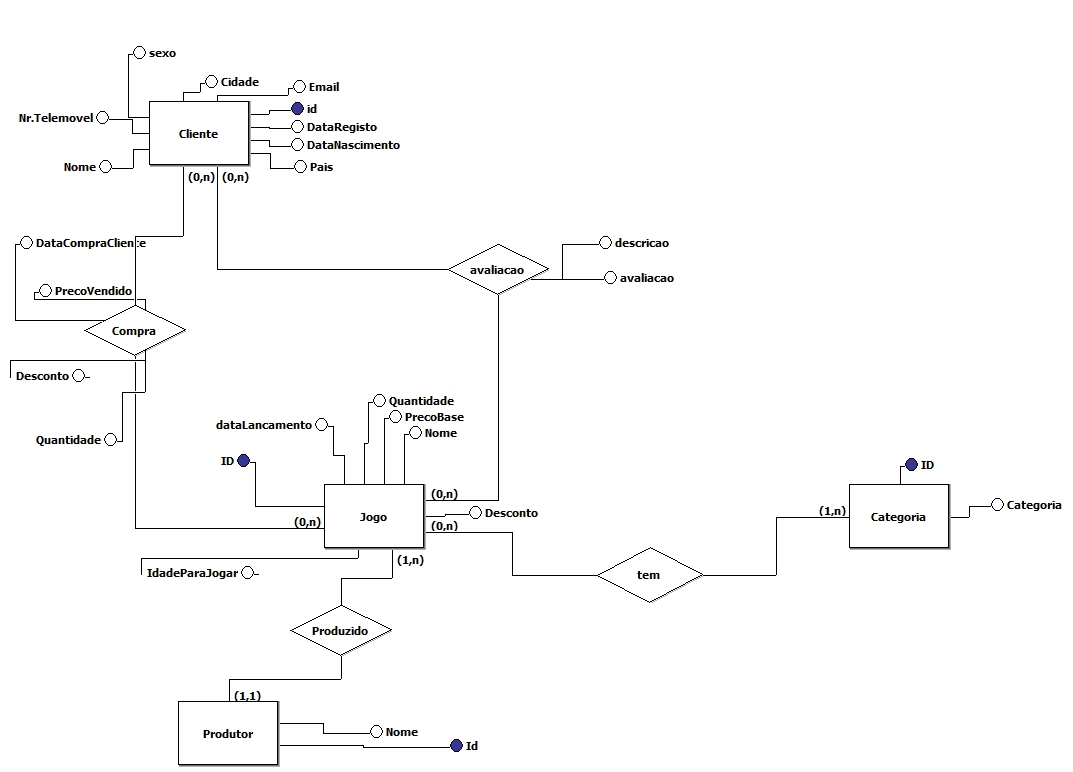 sexo
Cidade
Email
id
Nr.Telemovel
DataRegisto
Cliente
DataNascimento
Nome
Pais
(0,n)
(0,n)
DataCompraCliente
descricao
avaliacao
avaliacao
PrecoVendido
Compra
Desconto
Quantidade
Quantidade
PrecoBase
dataLancamento
Nome
ID
ID
(0,n)
Categoria
Desconto
(1,n)
Jogo
Categoria
(0,n)
(0,n)
(1,n)
IdadeParaJogar
tem
Produzido
(1,1)
Nome
Produtor
Id